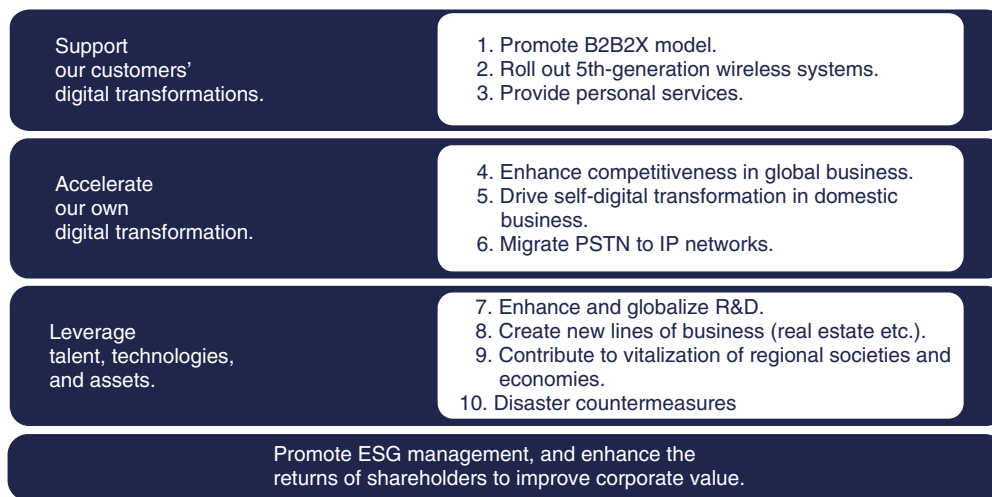 Support
our customers’
digital transformations.
1. Promote B2B2X model.
2. Roll out 5th-generation wireless systems.
3. Provide personal services.
Accelerate
our own
digital transformation.
4. Enhance competitiveness in global business.
5. Drive self-digital transformation in domestic
business.
6. Migrate PSTN to IP networks.
Leverage
talent, technologies,
and assets.
7. Enhance and globalize R&D.
8. Create new lines of business (real estate etc.).
9. Contribute to vitalization of regional societies and
economies.
10. Disaster countermeasures
Promote ESG management, and enhance the
returns of shareholders to improve corporate value.